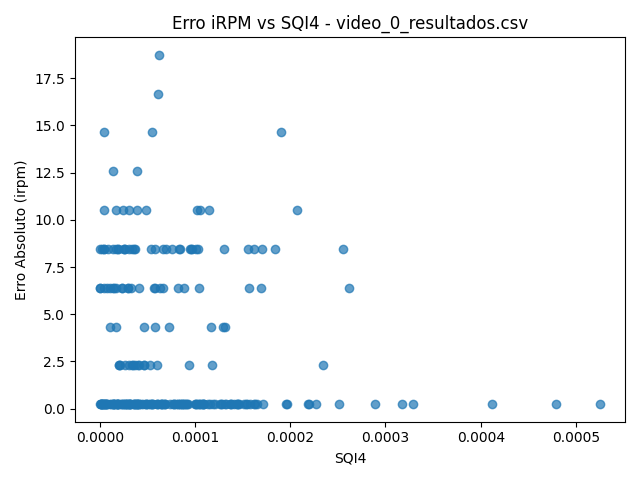 Erro iRPM vs SQI4 - video_0_resultados.csv
17.5
15.0
12.5
10.0
7.5
5.0
2.5
0.0
Erro Absoluto (irpm)
0.0000 0.0001 0.0002 0.0003 0.0004 0.0005
SQI4